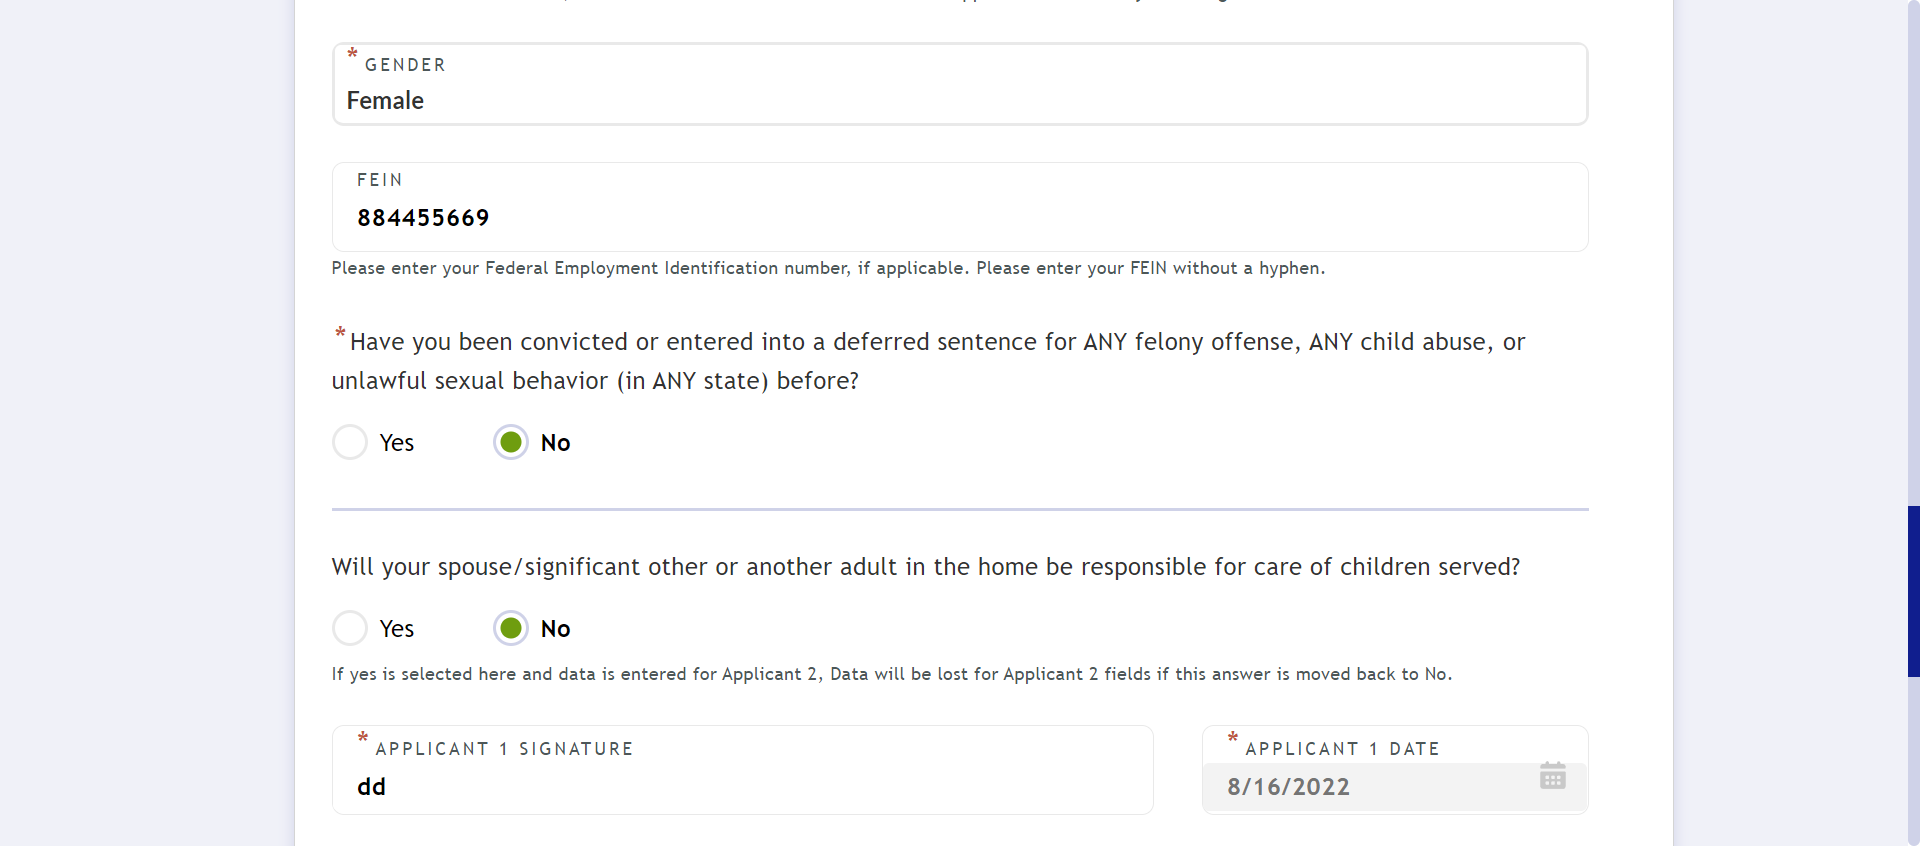 * GENDER
Female
FEIN
884455669
Please enter your Federal Employment Identification number, if applicable. Please enter your FEIN without a hyphen.
*Have you been convicted or entered into a deferred sentence for ANY felony offense, ANY child abuse, or
unlawful sexual behavior (in ANY state) before?
Yes No
Will your spouse/significant other or another adult in the home be responsible for care of children served?
Yes No
If yes is selected here and data is entered for Applicant 2, Data will be lost for Applicant 2 fields if this answer is moved back to No.
* APPLICANT 1 SIGNATURE
dd
* APPLICANT 1 DATE
8/16/2022